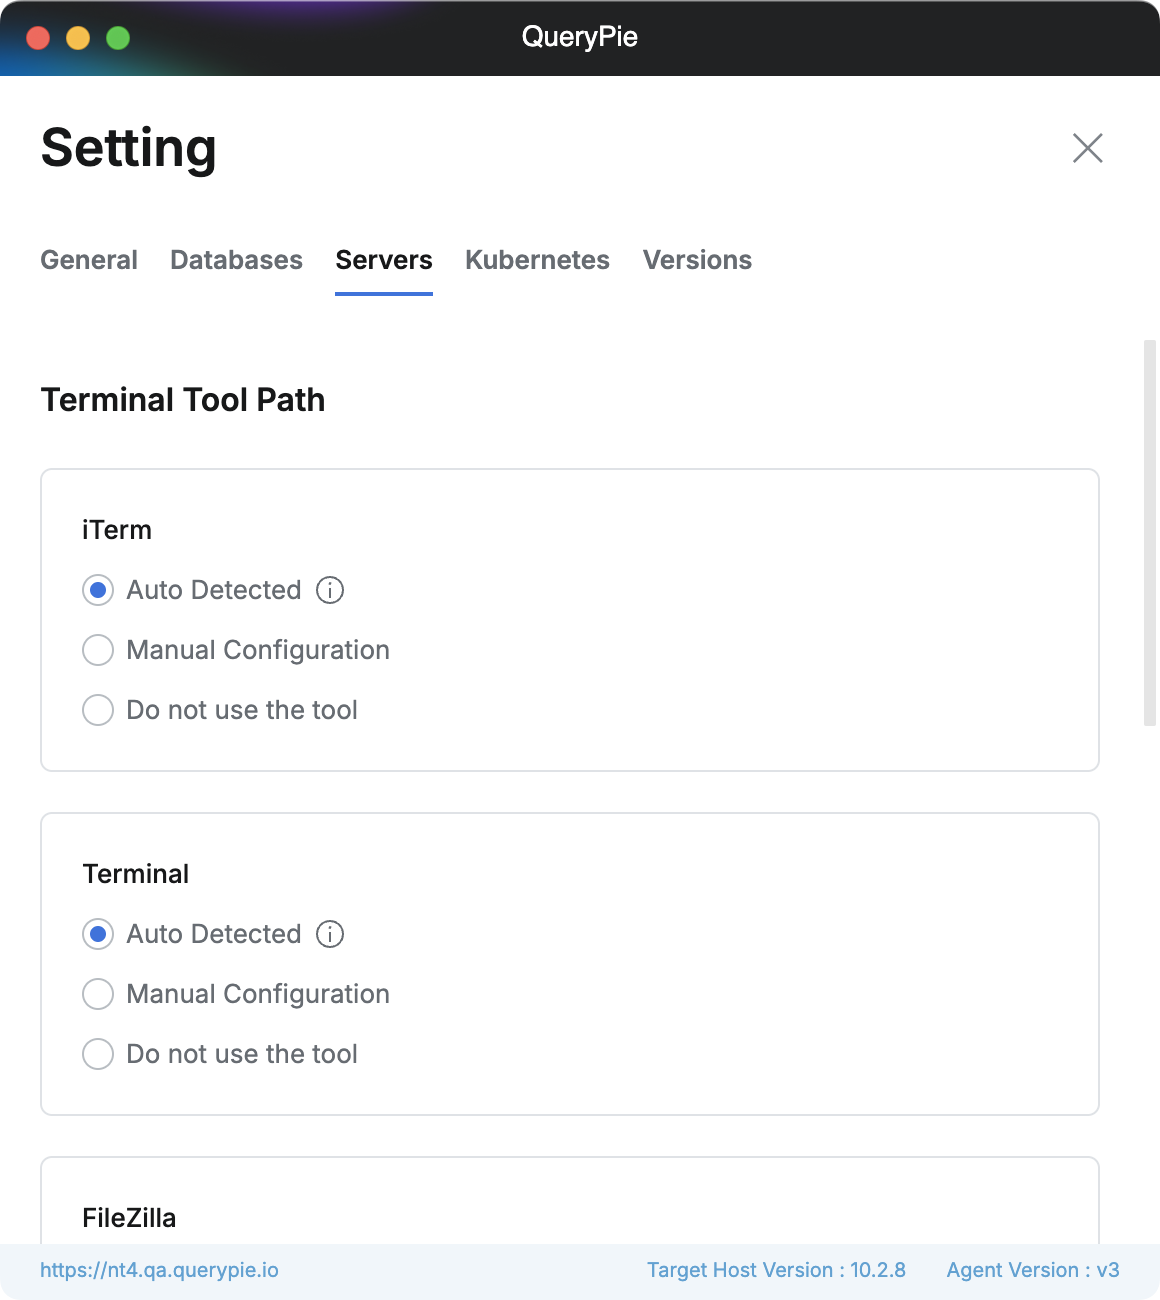 QueryPie
Setting
General Databases Servers Kubernetes Versions
Terminal Tool Path
iTerm
Auto Detected
Manual Configuration
Do not use the tool
Terminal
Auto Detected
Manual Configuration
Do not use the tool
FileZilla
https://nt4.qa.querypie.io Target Host Version : 10.2.8 Agent Version : v3